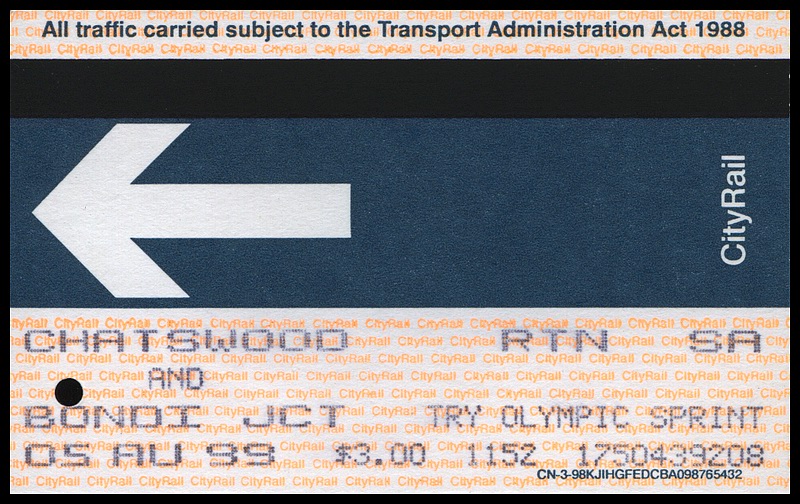 All traffic carried subject to the Transport Administration Act 1988
CityRail
CHATSWOOD RTN SA
AND
BONDI JCT TRY OLYMPIC SPRINT
05 AU 99 $3.00 1152 1750439208
CN-3-98KJIHGFEDCBA098765432